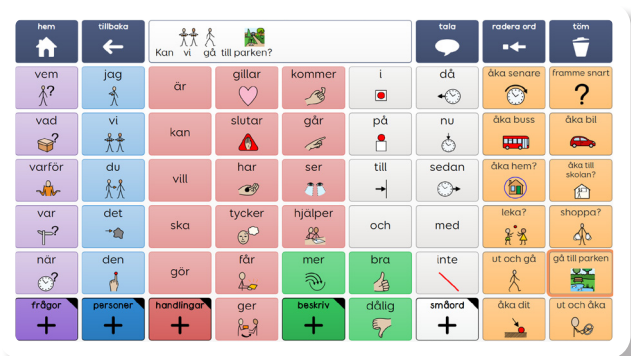 hem tillbaka Kan vi gå till parken? tala radera ord töm
vem jag är gillar kommer i då åka senare framme snart
vad vi kan slutar går på nu åka buss åka bil
varför du vill har ser till sedan åka hem? åka till skolan?
var det ska tycker hjälper och med leka? shoppa?
när den gör får mer bra inte ut och gå gå till parken
frågor personer handlingar ger beskriv dålig småord åka dit ut och åka